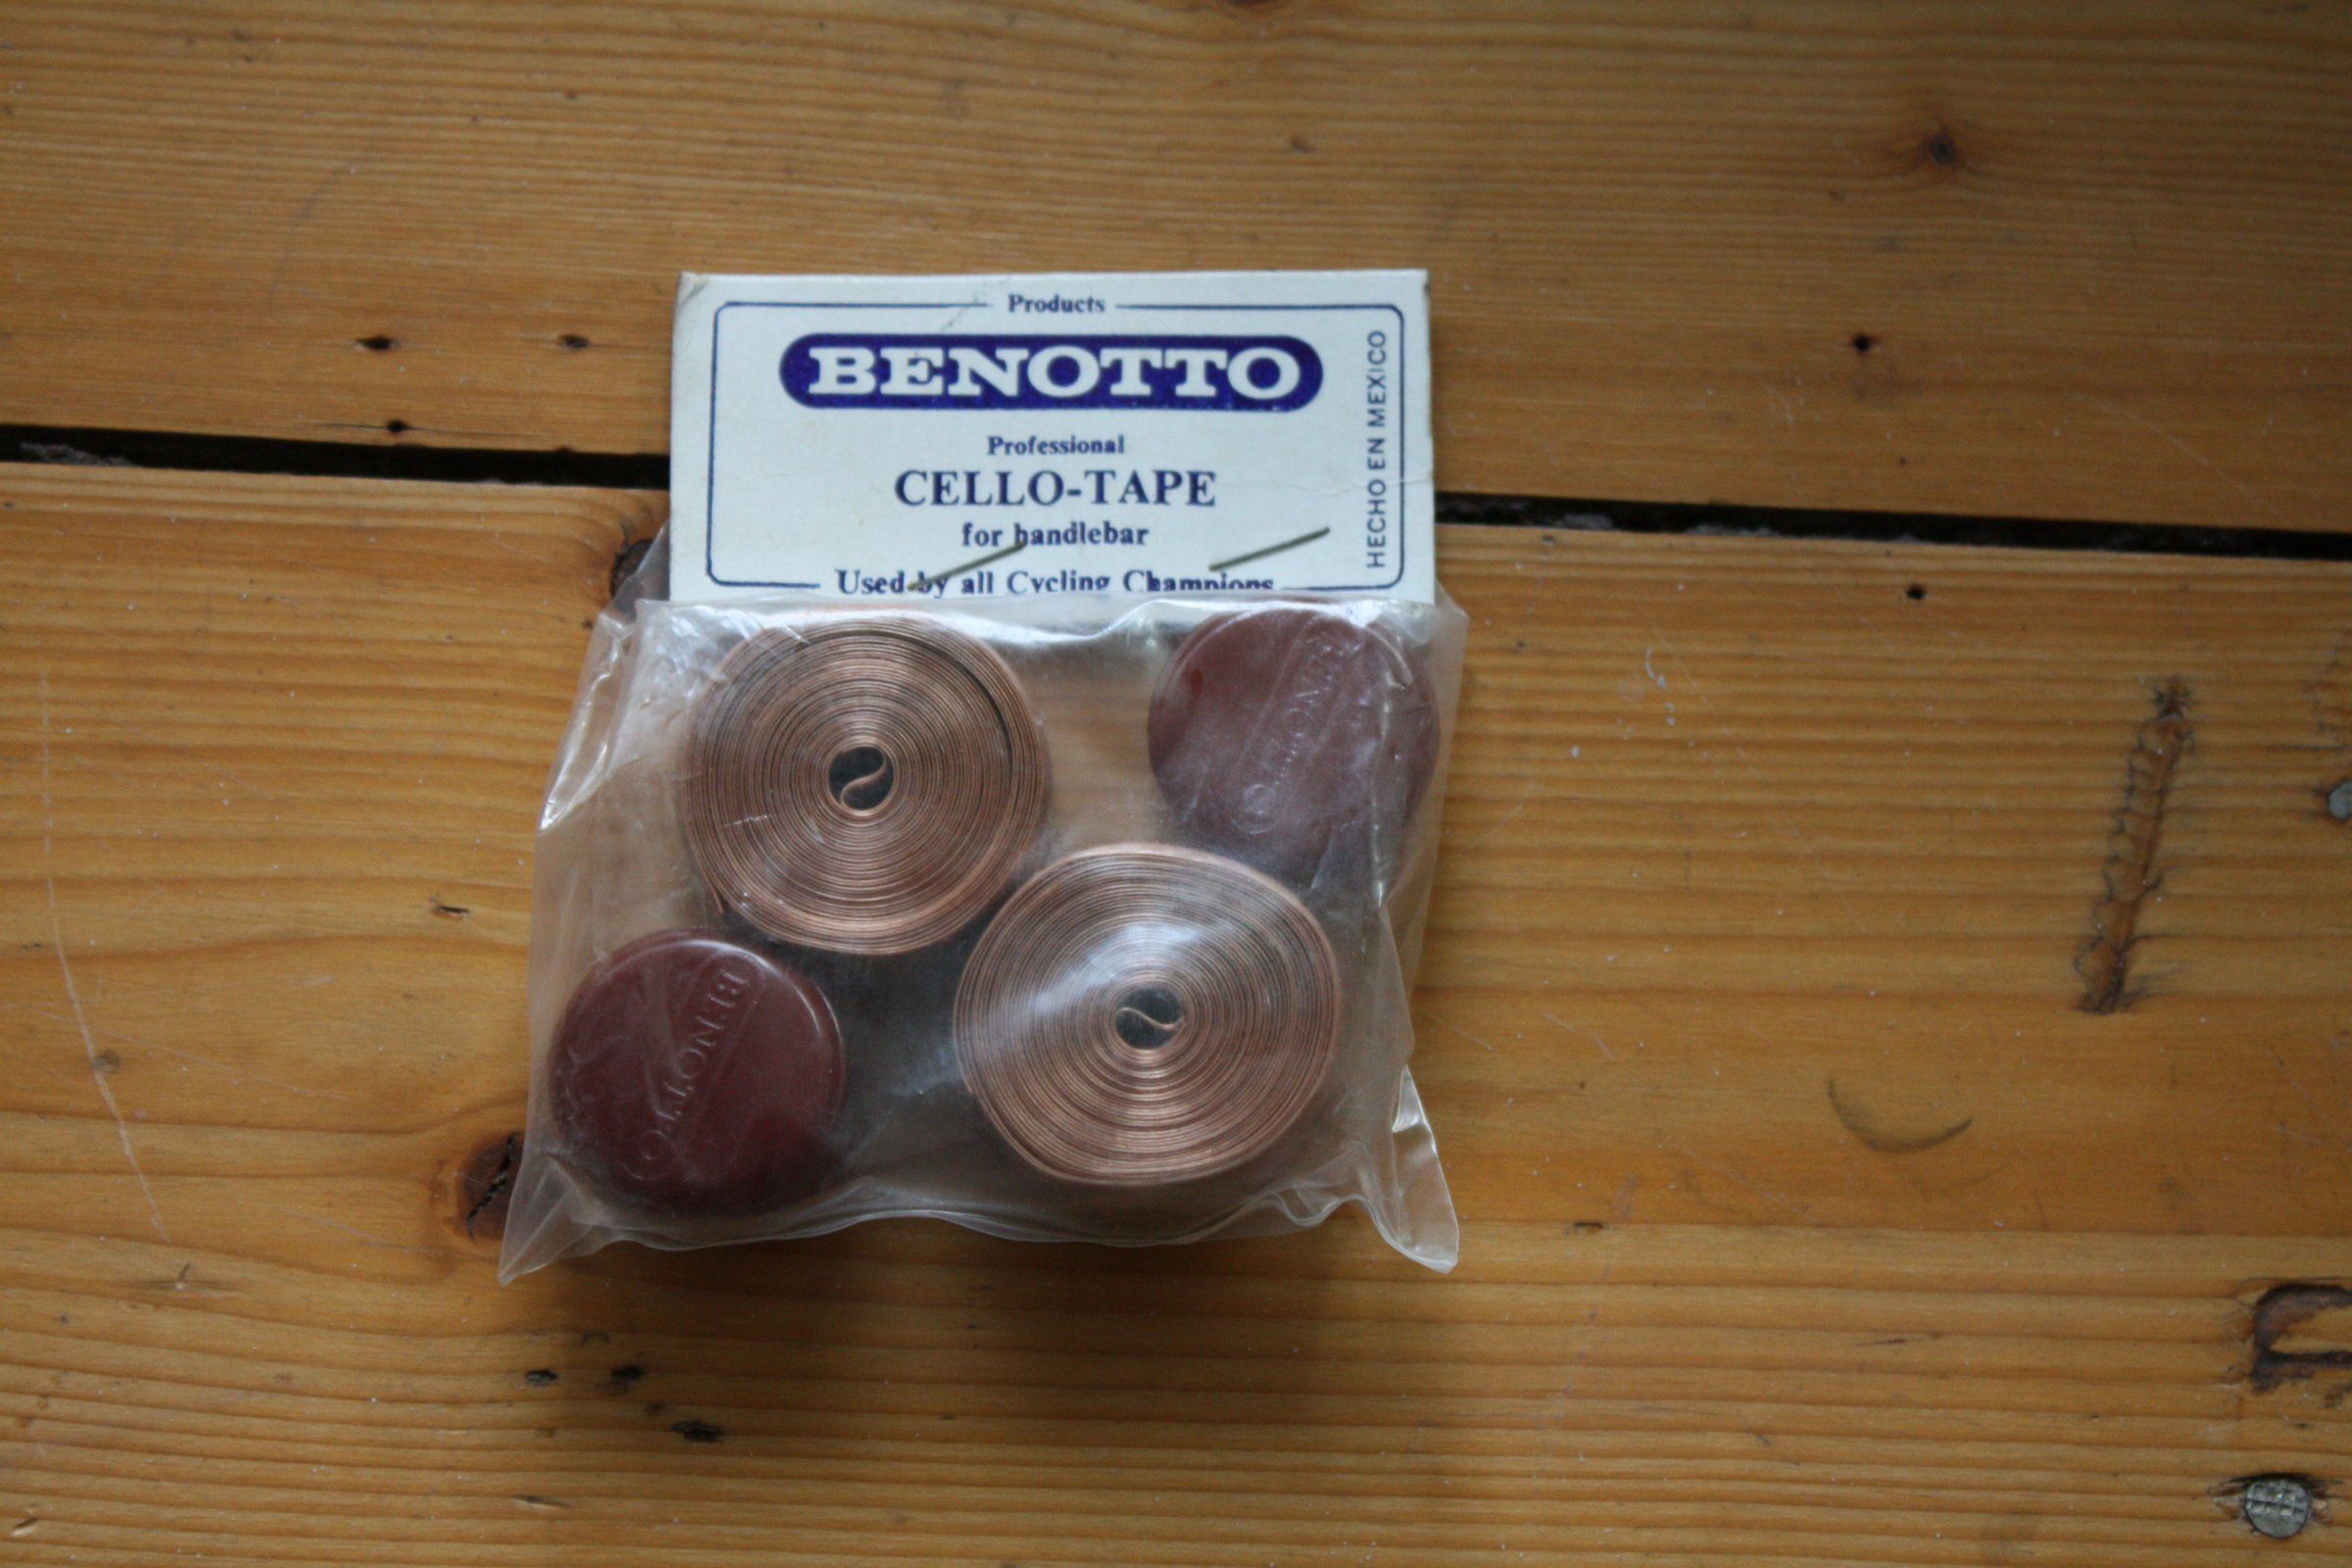 Products
BENOTTO
Professional
CELLO-TAPE
for handlebar
Used by all Cycling Champions
HECHO EN MEXICO
BENOTTO
BENOTTO